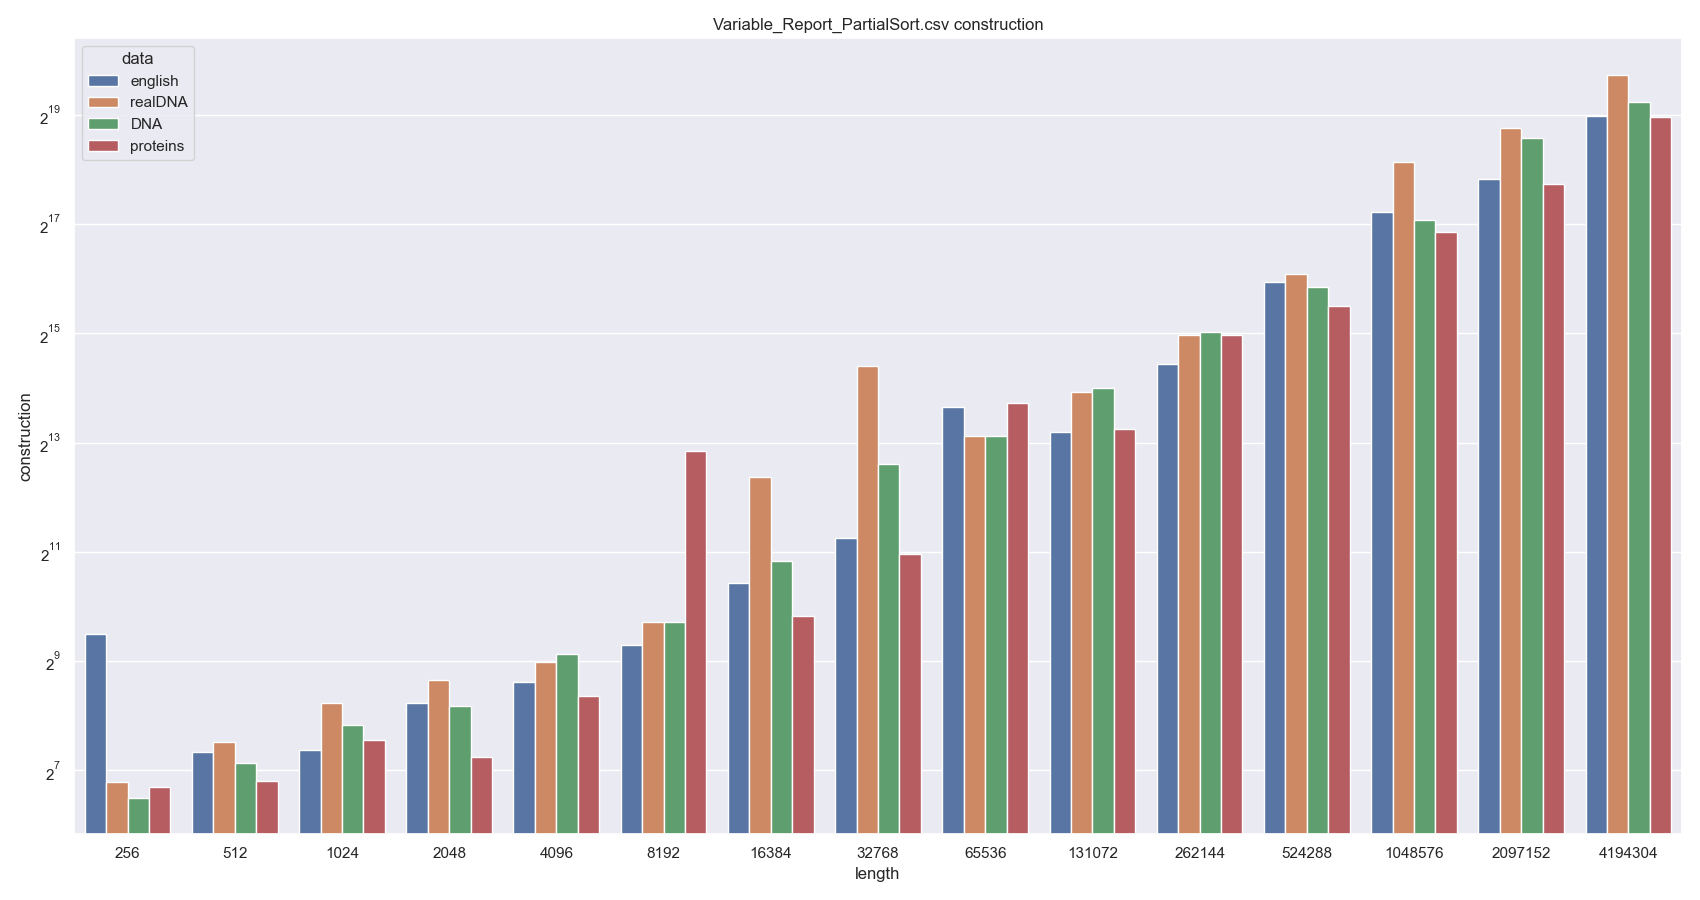 Variable_Report_PartialSort.csv construction
data
english
realDNA
DNA
proteins
2^19
2^17
2^15
2^13
2^11
2^9
2^7
construction
256 512 1024 2048 4096 8192 16384 32768 65536 131072 262144 524288 1048576 2097152 4194304
length